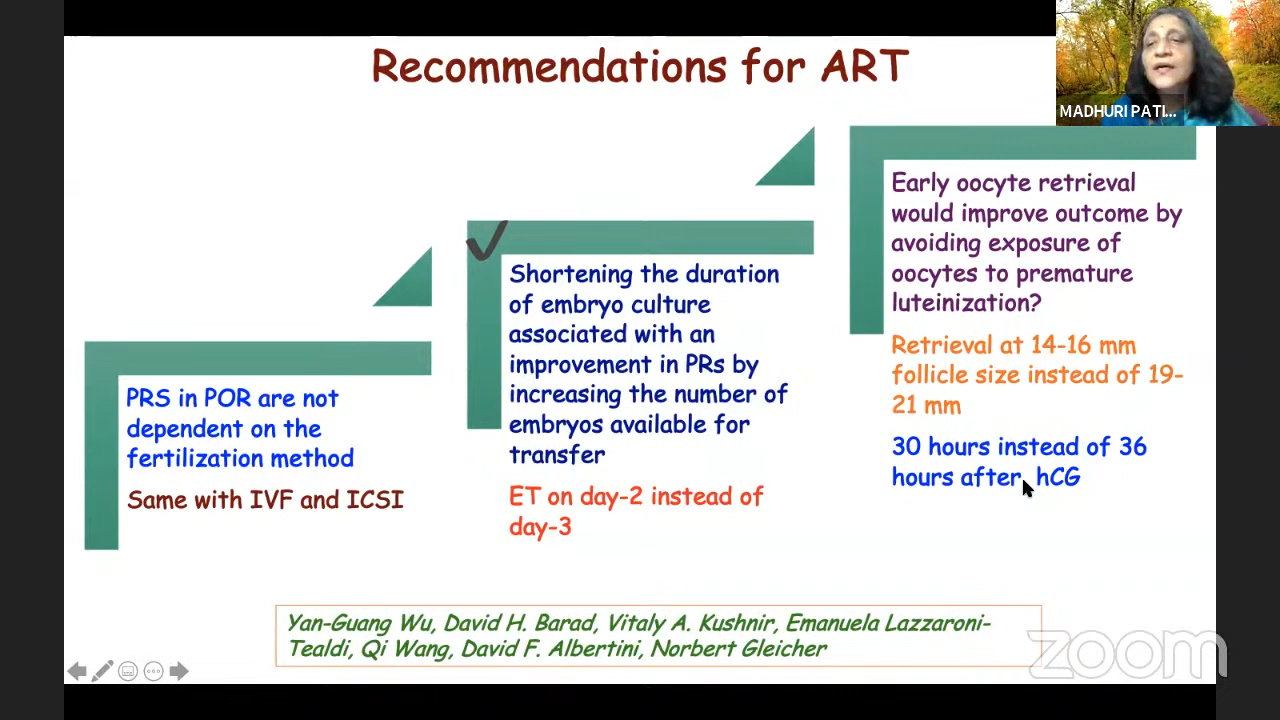 Recommendations for ART
MADHURI PATI...
PRS in POR are not
dependent on the
fertilization method
Same with IVF and ICSI
Shortening the duration
of embryo culture
associated with an
improvement in PRs by
increasing the number of
embryos available for
transfer
ET on day-2 instead of
day-3
Early oocyte retrieval
would improve outcome by
avoiding exposure of
oocytes to premature
luteinization?
Retrieval at 14-16 mm
follicle size instead of 19-
21 mm
30 hours instead of 36
hours after hCG
Yan-Guang Wu, David H. Barad, Vitaly A. Kushnir, Emanuela Lazzaroni-
Tealdi, Qi Wang, David F. Albertini, Norbert Gleicher
zoom